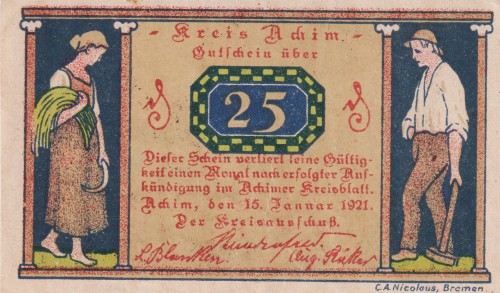 - Kreis Achim -
Gutschein über
25
Dieser Schein verliert seine Gültig-
keit einen Monat nach erfolgter Auf-
kündigung im Achimer Kreisblatt.
Achim, den 15. Januar 1921.
Der Kreisausschuß.
C.A. Nicolaus, Bremen.